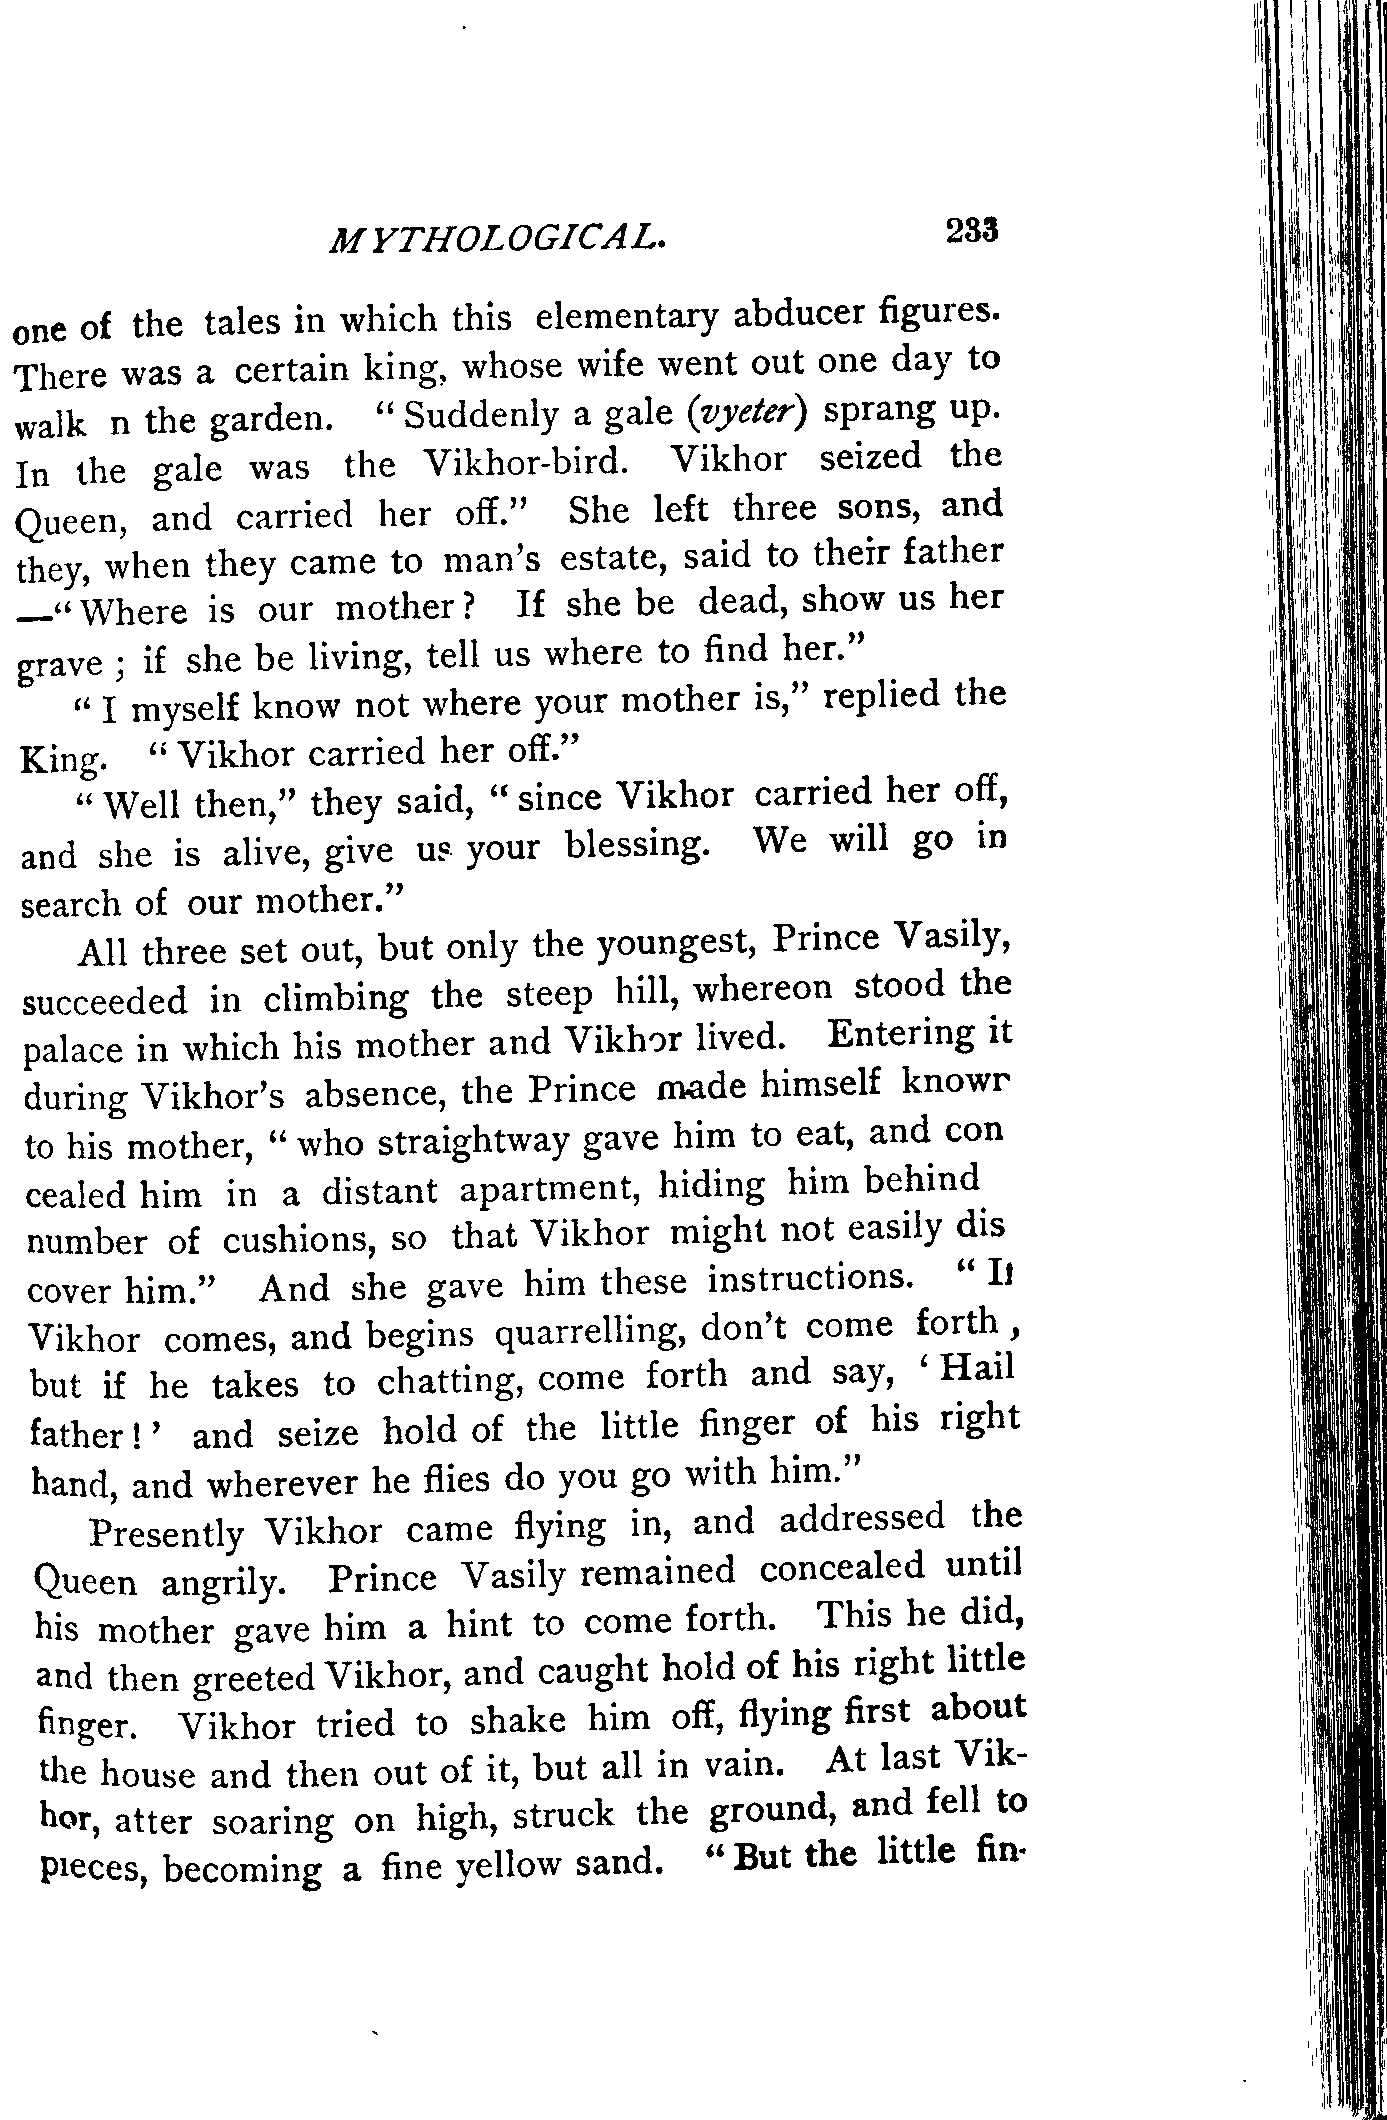 MYTHOLOGICAL. 233
one of the tales in which this elementary abducer figures.
There was a certain king, whose wife went out one day to
walk n the garden. “Suddenly a gale (vyeter) sprang up.
In the gale was the Vikhor-bird. Vikhor seized the
Queen, and carried her off.” She left three sons, and
they, when they came to man’s estate, said to their father
—“Where is our mother? If she be dead, show us her
grave; if she be living, tell us where to find her.”
“I myself know not where your mother is,” replied the
King. “Vikhor carried her off.”
“Well then,” they said, “since Vikhor carried her off,
and she is alive, give us your blessing. We will go in
search of our mother.”
All three set out, but only the youngest, Prince Vasily,
succeeded in climbing the steep hill, whereon stood the
palace in which his mother and Vikhor lived. Entering it
during Vikhor’s absence, the Prince made himself known
to his mother, “who straightway gave him to eat, and con
cealed him in a distant apartment, hiding him behind
number of cushions, so that Vikhor might not easily dis
cover him.” And she gave him these instructions. “If
Vikhor comes, and begins quarrelling, don’t come forth,
but if he takes to chatting, come forth and say, ‘Hail
father!’ and seize hold of the little finger of his right
hand, and wherever he flies do you go with him.”
Presently Vikhor came flying in, and addressed the
Queen angrily. Prince Vasily remained concealed until
his mother gave him a hint to come forth. This he did,
and then greeted Vikhor, and caught hold of his right little
finger. Vikhor tried to shake him off, flying first about
the house and then out of it, but all in vain. At last Vik-
hor, atter soaring on high, struck the ground, and fell to
pieces, becoming a fine yellow sand. “But the little fin-